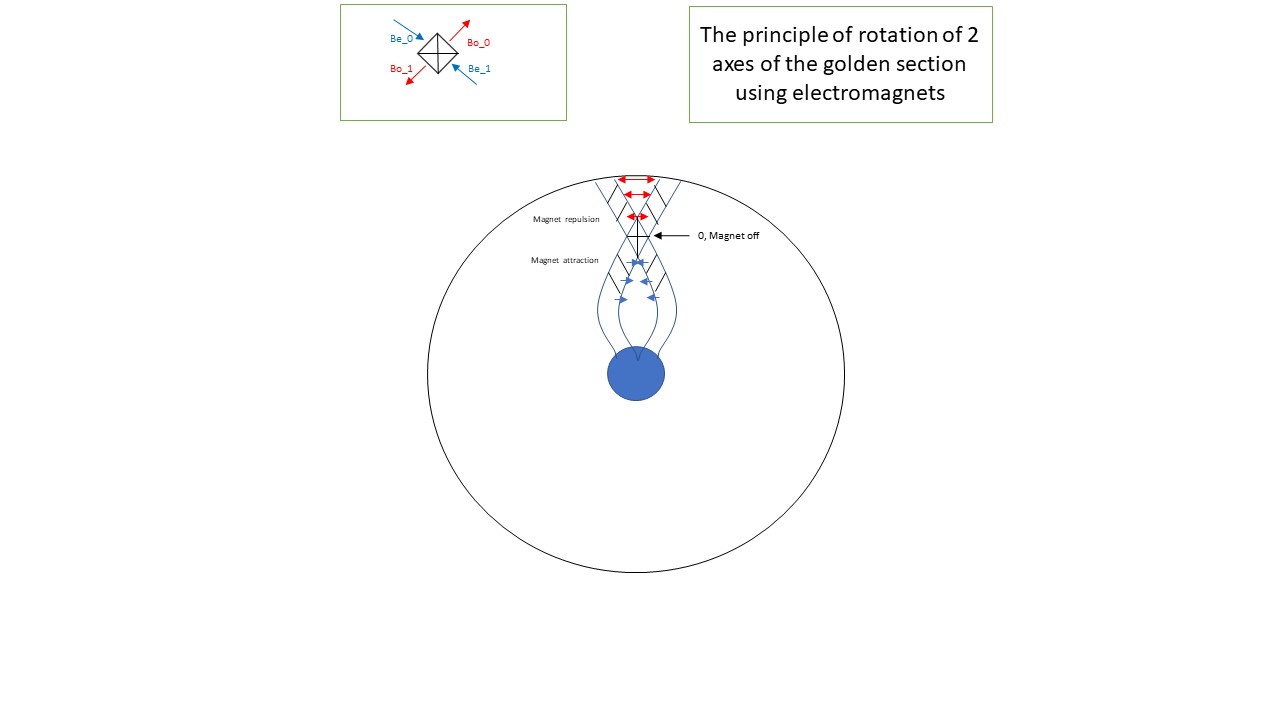 Be_0
Bo_0
Bo_1
Be_1
The principle of rotation of 2
axes of the golden section
using electromagnets
Magnet repulsion
0, Magnet off
Magnet attraction